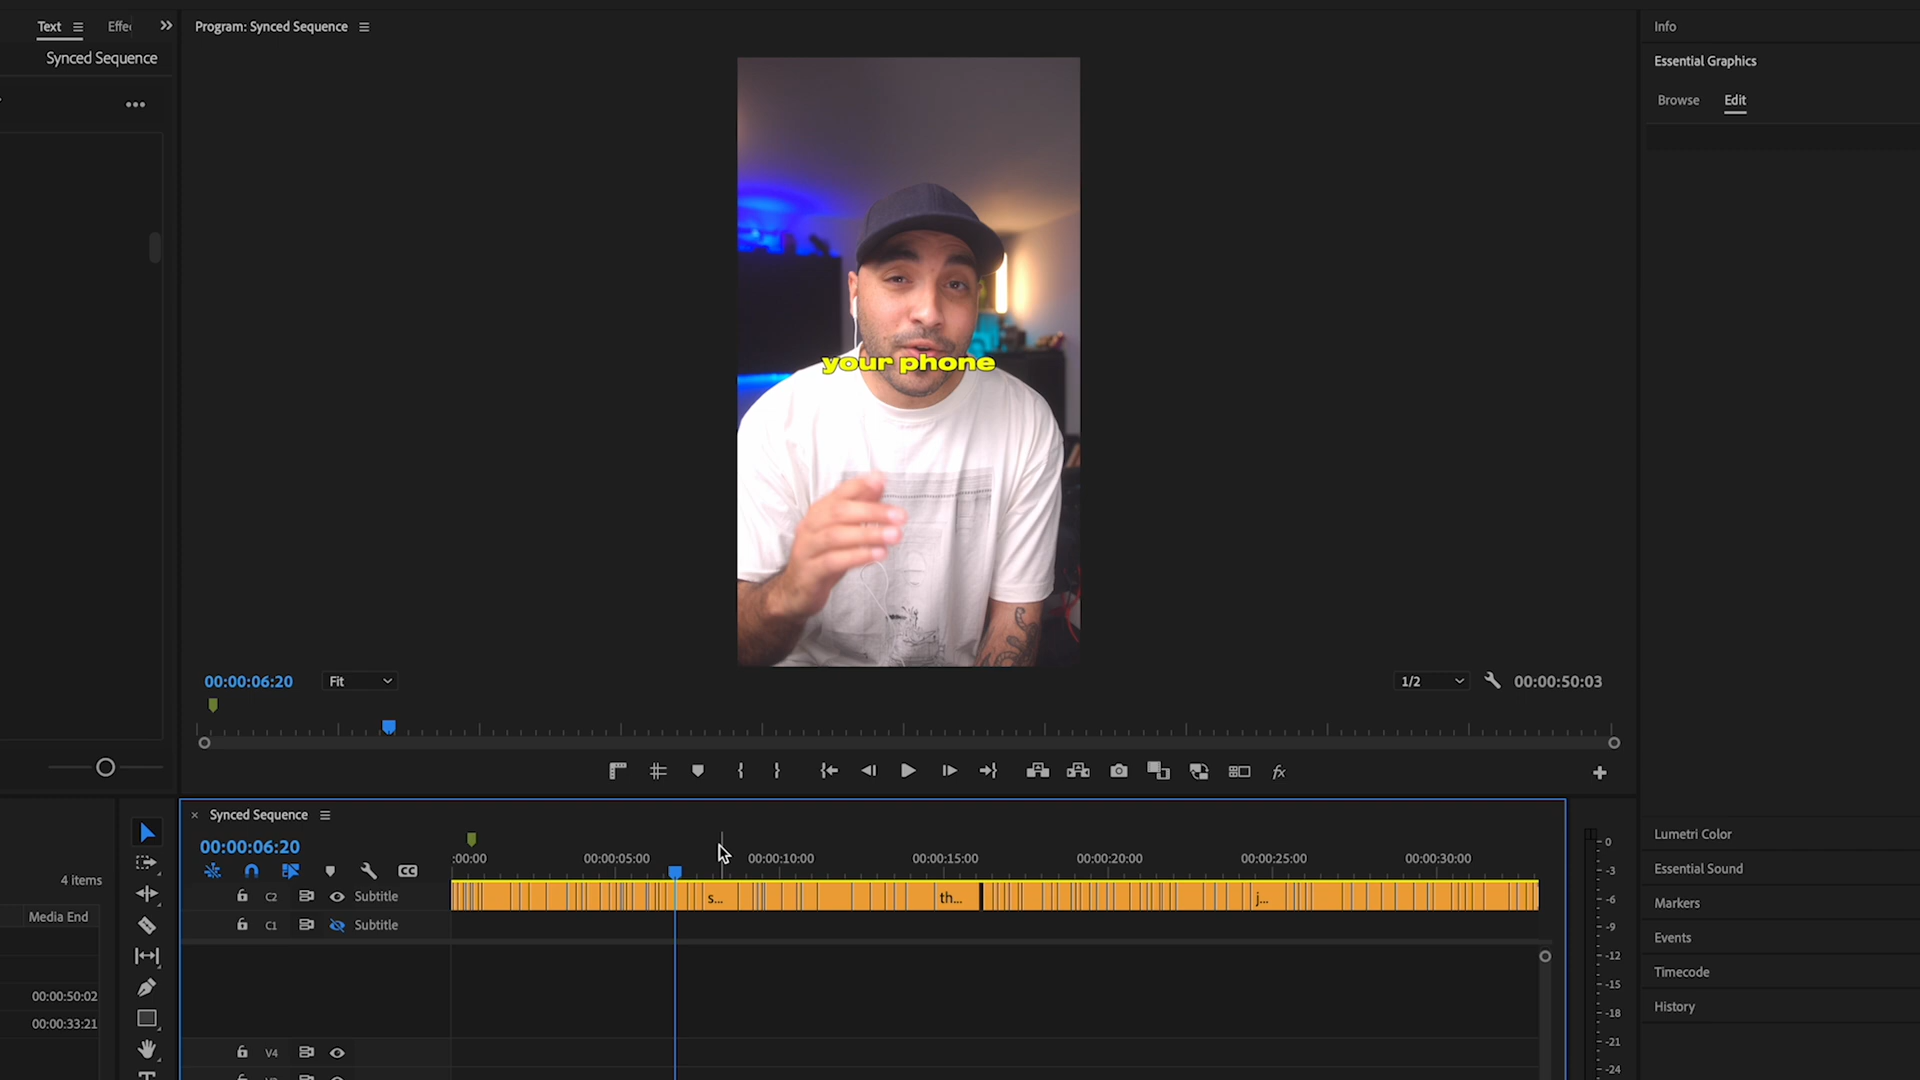 Text
Effec
Program: Synced Sequence
Info
Synced Sequence
Essential Graphics
Browse
Edit
your phone
00:00:06:20
Fit
1/2
00:00:50:03
fx
Synced Sequence
00:00:06:20
:00:00
00:00:05:00
00:00:10:00
00:00:15:00
00:00:20:00
00:00:25:00
00:00:30:00
CC
4 items
Media End
00:00:50:02
00:00:33:21
C2 Subtitle
s...
th...
j...
C1 Subtitle
V4
0
-3
-6
-9
-12
-15
-18
-21
-24
Lumetri Color
Essential Sound
Markers
Events
Timecode
History